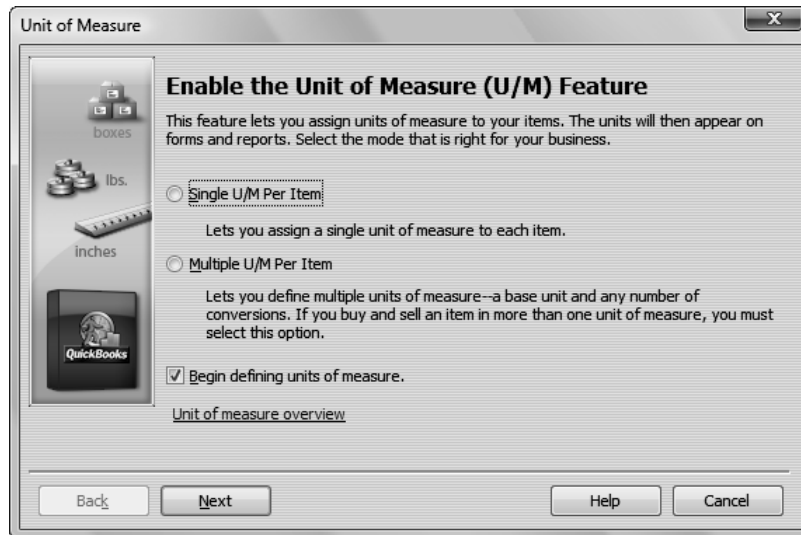 Unit of Measure
X
boxes
lbs.
inches
QuickBooks
Enable the Unit of Measure (U/M) Feature
This feature lets you assign units of measure to your items. The units will then appear on
forms and reports. Select the mode that is right for your business.
Single U/M Per Item
Lets you assign a single unit of measure to each item.
Multiple U/M Per Item
Lets you define multiple units of measure--a base unit and any number of
conversions. If you buy and sell an item in more than one unit of measure, you must
select this option.
Begin defining units of measure.
Unit of measure overview
Back
Next
Help
Cancel